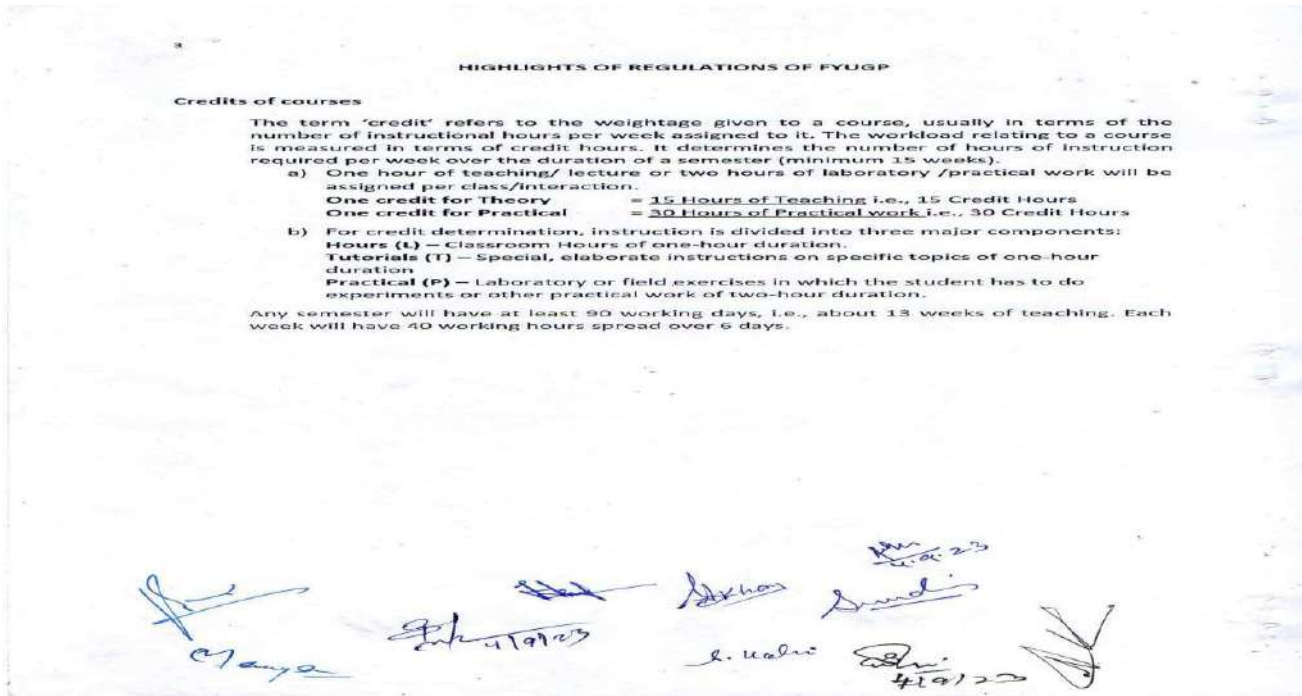 HIGHLIGHTS OF REGULATIONS OF FYUGP
Credits of courses
The term ‘credit’ refers to the weightage given to a course, usually in terms of the
number of instructional hours per week assigned to it. The workload relating to a course
is measured in terms of credit hours. It determines the number of hours of instruction
required per week over the duration of a semester (minimum 15 weeks).
a) One hour of teaching/ lecture or two hours of laboratory /practical work will be
assigned per class/interaction.
One credit for Theory = 15 Hours of Teaching i.e., 15 Credit Hours
One credit for Practical = 30 Hours of Practical work i.e., 30 Credit Hours
b) For credit determination, instruction is divided into three major components:
Hours (L) – Classroom Hours of one-hour duration.
Tutorials (T) – Special, elaborate instructions on specific topics of one-hour
duration
Practical (P) – Laboratory or field exercises in which the student has to do
experiments or other practical work of two-hour duration.
Any semester will have at least 90 working days, i.e., about 13 weeks of teaching. Each
week will have 40 working hours spread over 6 days.
4.9.23
4/9/23
4/9/23